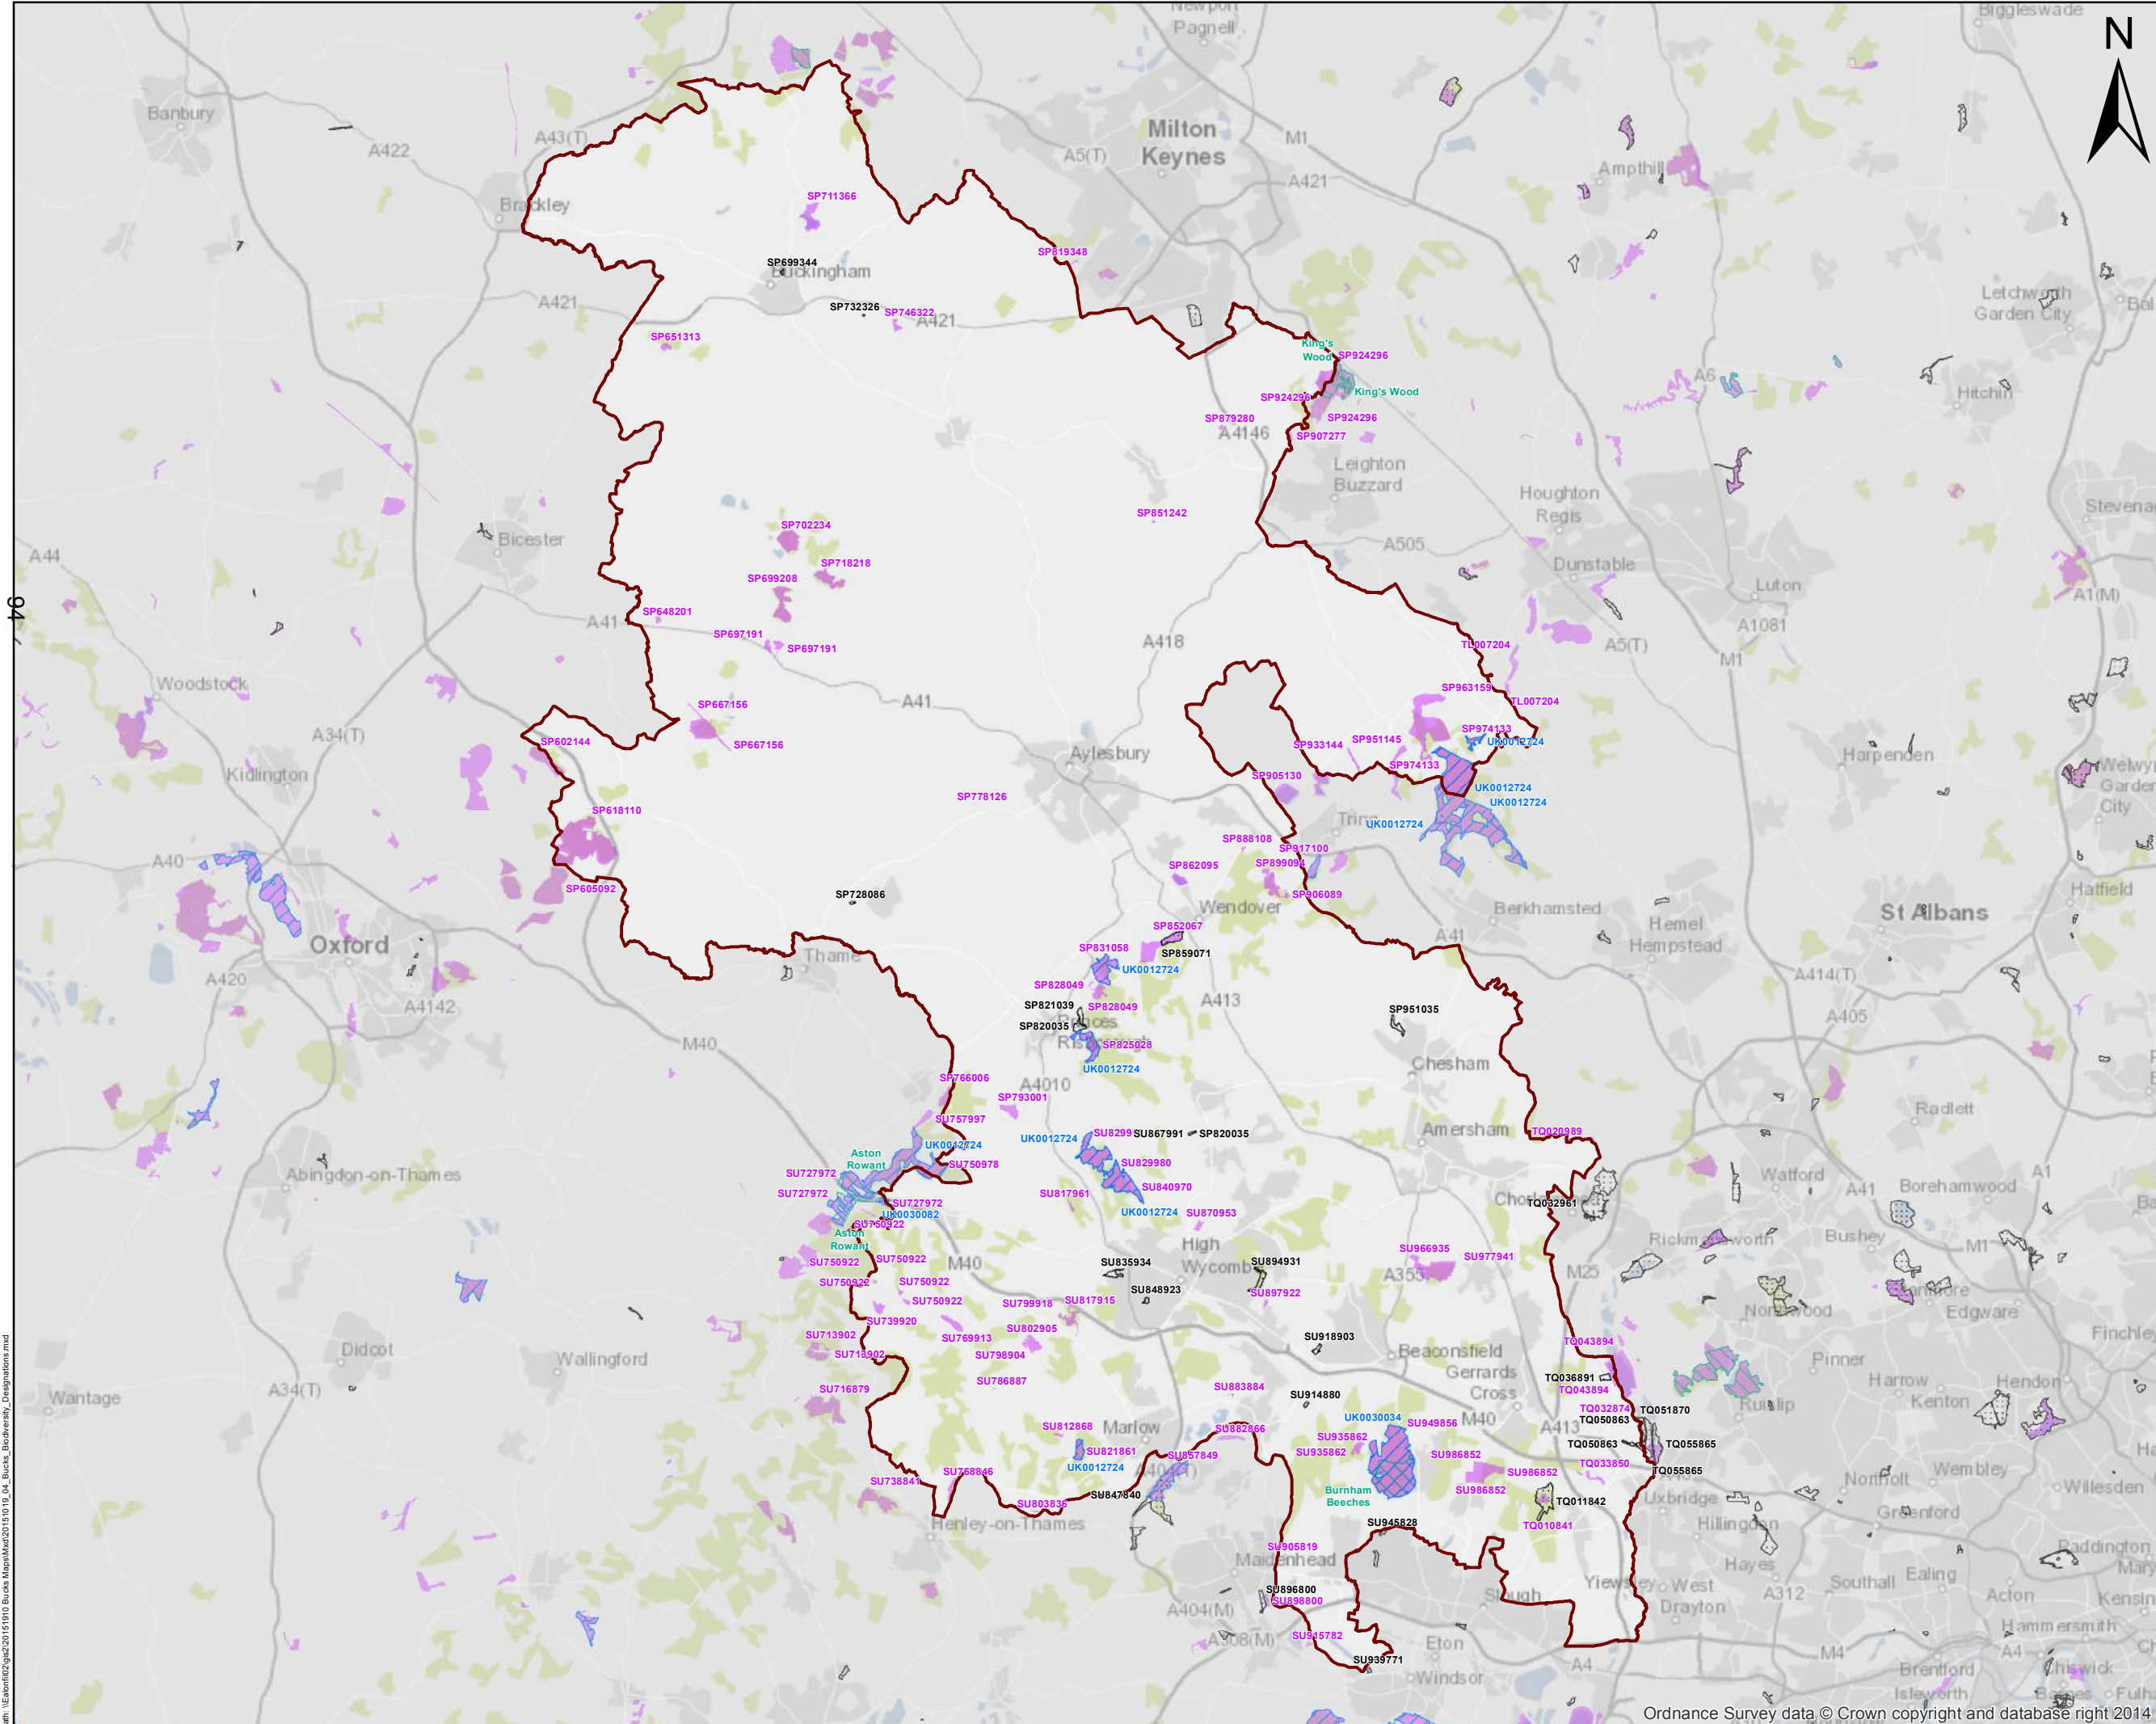 Newport
Pagnell
Biggleswade
N
Banbury
A43(T)
A422
Milton
Keynes
A5(T)
M1
A421
Ampthill
Brackley
SP711366
SP819348
SP699344
Buckingham
A421
SP732326
SP746322
A421
Letchworth
Garden City
SP651313
King's
Wood
SP924296
A6
King's Wood
SP924296
Hitchin
SP879280
SP924296
A4146
SP907277
Leighton
Buzzard
Houghton
Regis
SP851242
SP702234
Bicester
A44
A505
SP718218
Dunstable
SP699208
Luton
94
A1(M)
SP648201
A41
A1081
SP697191
A418
TL007204
A5(T)
SP697191
M1
Woodstock
SP963159
A41
TL007204
SP667156
SP974133
A34(T)
SP602144
SP667156
SP933144
SP951145
UK0012724
Aylesbury
SP974133
Harpenden
Kidlington
SP905130
UK0012724
Welwyn
Garden
City
SP778126
UK0012724
SP618110
Tring
UK0012724
SP888108
SP917100
A40
SP862095
SP899094
SP605092
SP728086
SP906089
Hatfield
Wendover
Berkhamsted
St Albans
SP852067
Hemel
Hempstead
Oxford
SP831058
A41
Thame
SP859071
UK0012724
A420
A414(T)
SP828049
A4142
SP821039
SP828049
A413
SP951035
A405
SP820035
Princes
Risborough
M40
SP825028
UK0012724
Chesham
SP766006
A4010
SP793001
Radlett
SU757997
Amersham
UK0012724
SU8299
SU867991
SP820035
TQ020989
UK0012724
Aston
Rowant
SU829980
SU750978
Abingdon-on-Thames
SU727972
Watford
A1
SU727972
SU840970
A41
Borehamwood
SU817961
SU727972
TQ032961
UK0030082
UK0012724
SU870953
SU750922
Aston
Rowant
Rickmansworth
Bushey
High
Wycombe
SU966935
M1
SU977941
SU750922
SU750922
M40
SU835934
SU894931
A355
M25
SU750922
SU750922
SU848923
SU897922
SU750922
SU799918
SU817915
Northwood
Edgware
SU739920
SU802905
SU713902
SU769913
SU918903
TQ043894
Finchley
Didcot
SU713902
SU798904
Beaconsfield
Wallingford
Pinner
Gerrards
Cross
TQ036891
Harrow
Hendon
SU786887
SU883884
A34(T)
SU716879
SU914880
TQ043894
Kenton
Wantage
TQ032874
TQ051870
Ruislip
UK0030034
SU949856
M40
TQ050863
SU812868
Marlow
SU882866
A413
SU935862
TQ050863
TQ055865
SU821861
SU857849
SU935862
SU986852
TQ033850
UK0012724
SU986852
TQ055865
Wembley
SU768846
Northolt
SU738841
Burnham
Beeches
SU986852
Willesden
SU847840
TQ011842
Uxbridge
SU803836
Greenford
Henley-on-Thames
SU945828
TQ010841
Hillingdon
SU905819
Paddington
Maidenhead
Hayes
Ealing
SU896800
Slough
Yiewsley
West
Drayton
A312
Southall
Acton
SU898800
A404(M)
Hammersmith
A308(M)
SU915782
Eton
M4
A4
Chiswick
SU939771
A4
Brentford
Windsor
Isleworth
Barnes
Ordnance Survey data © Crown copyright and database right 2014